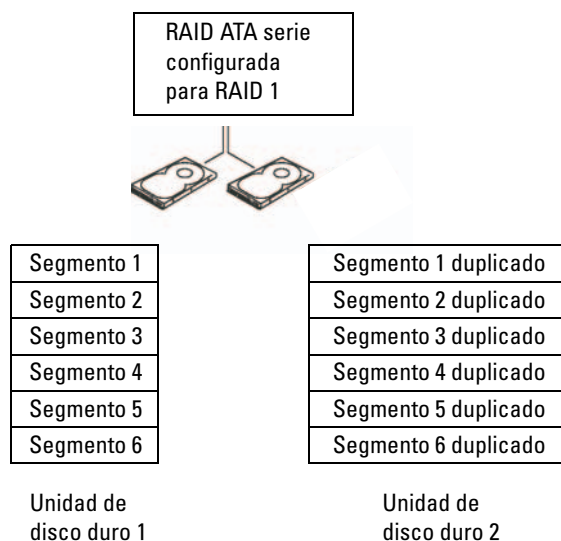 RAID ATA serie
configurada
para RAID 1
Segmento 1
Segmento 1 duplicado
Segmento 2
Segmento 2 duplicado
Segmento 3
Segmento 3 duplicado
Segmento 4
Segmento 4 duplicado
Segmento 5
Segmento 5 duplicado
Segmento 6
Segmento 6 duplicado
Unidad de
disco duro 1
Unidad de
disco duro 2